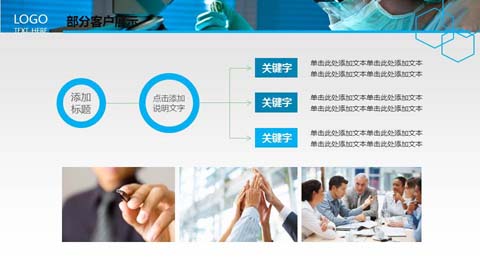 LOGO
TEXT HERE
部分客户展示
添加
标题
点击添加
说明文字
关键字
单击此处添加文本单击此处添加文本
单击此处添加文本单击此处添加文本
关键字
单击此处添加文本单击此处添加文本
单击此处添加文本单击此处添加文本
关键字
单击此处添加文本单击此处添加文本
单击此处添加文本单击此处添加文本